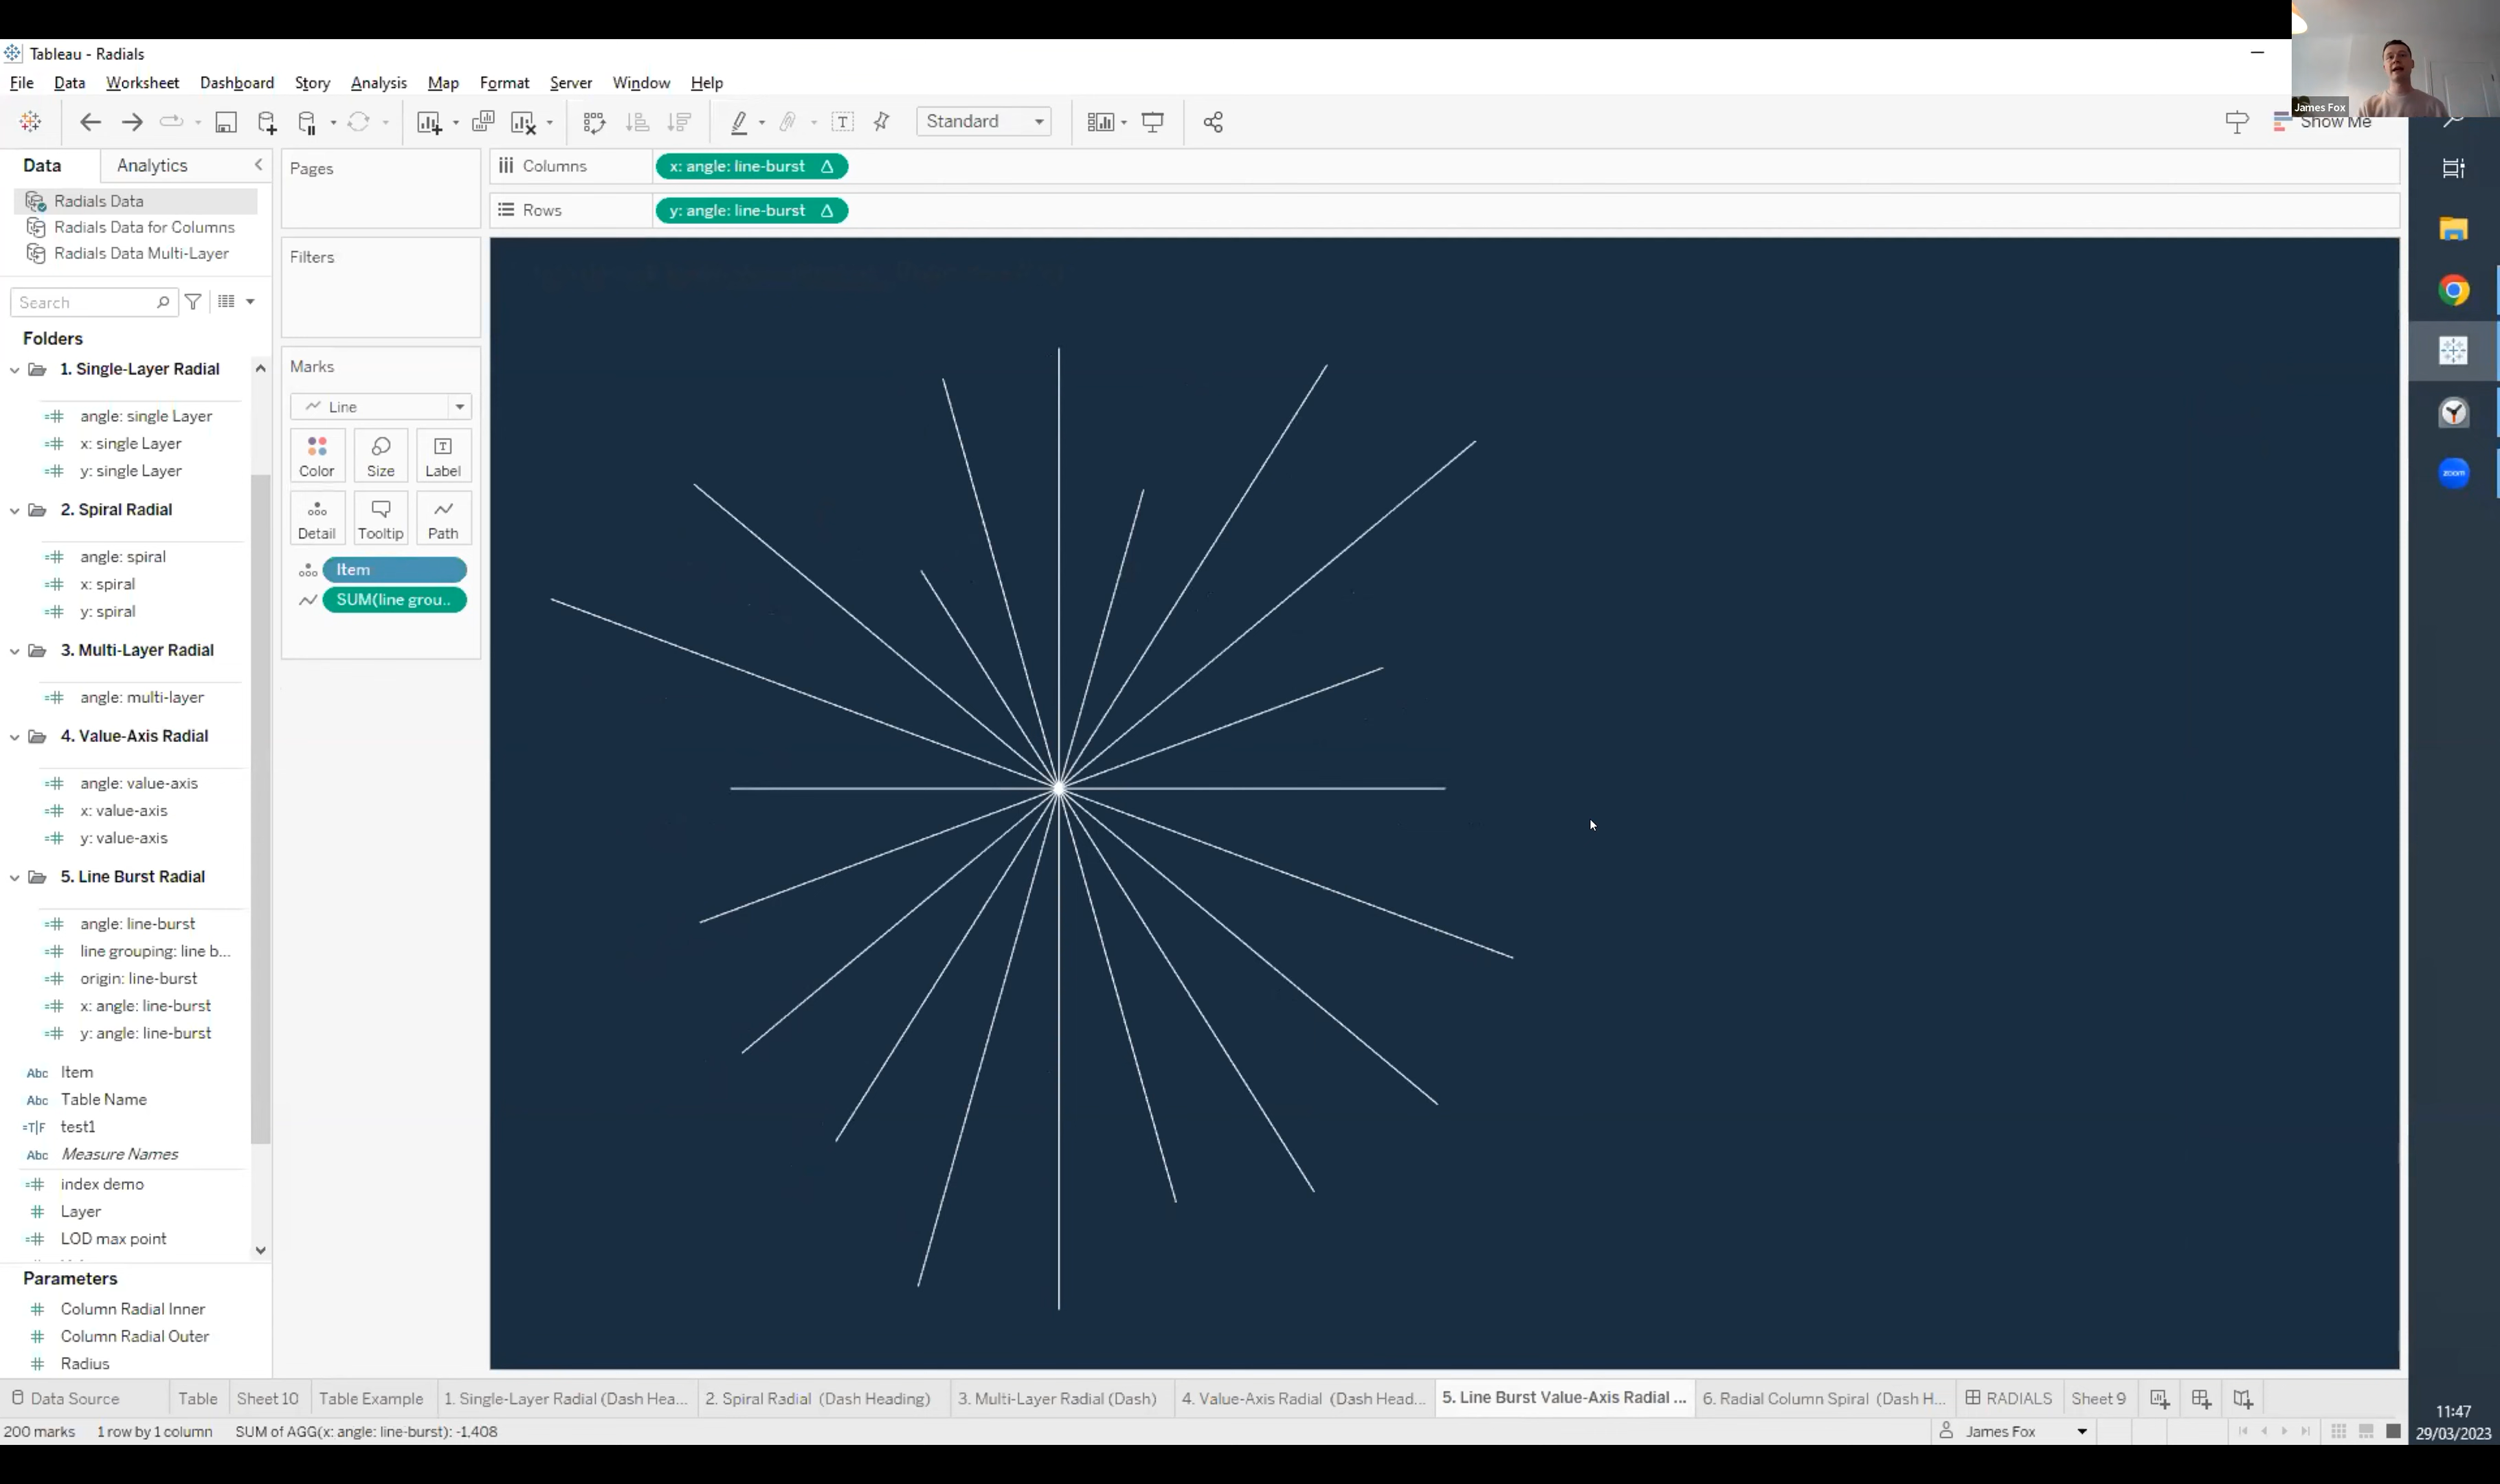 Tableau - Radials
James Fox
File Data Worksheet Dashboard Story Analysis Map Format Server Window Help
Standard
Show Me
Data Analytics
Pages
Columns
x: angle: line-burst
Rows
y: angle: line-burst
Radials Data
Radials Data for Columns
Radials Data Multi-Layer
Search
Folders
1. Single-Layer Radial
angle: single Layer
x: single Layer
y: single Layer
2. Spiral Radial
angle: spiral
x: spiral
y: spiral
3. Multi-Layer Radial
angle: multi-layer
4. Value-Axis Radial
angle: value-axis
x: value-axis
y: value-axis
5. Line Burst Radial
angle: line-burst
line grouping: line b...
origin: line-burst
x: angle: line-burst
y: angle: line-burst
Abc Item
Abc Table Name
=T|F test1
Abc Measure Names
index demo
Layer
LOD max point
Parameters
Column Radial Inner
Column Radial Outer
Radius
Filters
Marks
Line
Color Size Label
Detail Tooltip Path
Item
SUM(line grou..
zoom
Data Source Table Sheet 10 Table Example 1. Single-Layer Radial (Dash Hea... 2. Spiral Radial (Dash Heading) 3. Multi-Layer Radial (Dash) 4. Value-Axis Radial (Dash Head... 5. Line Burst Value-Axis Radial ... 6. Radial Column Spiral (Dash H... RADIALS Sheet 9
200 marks 1 row by 1 column SUM of AGG(x: angle: line-burst): -1,408
James Fox
11:47
29/03/2023